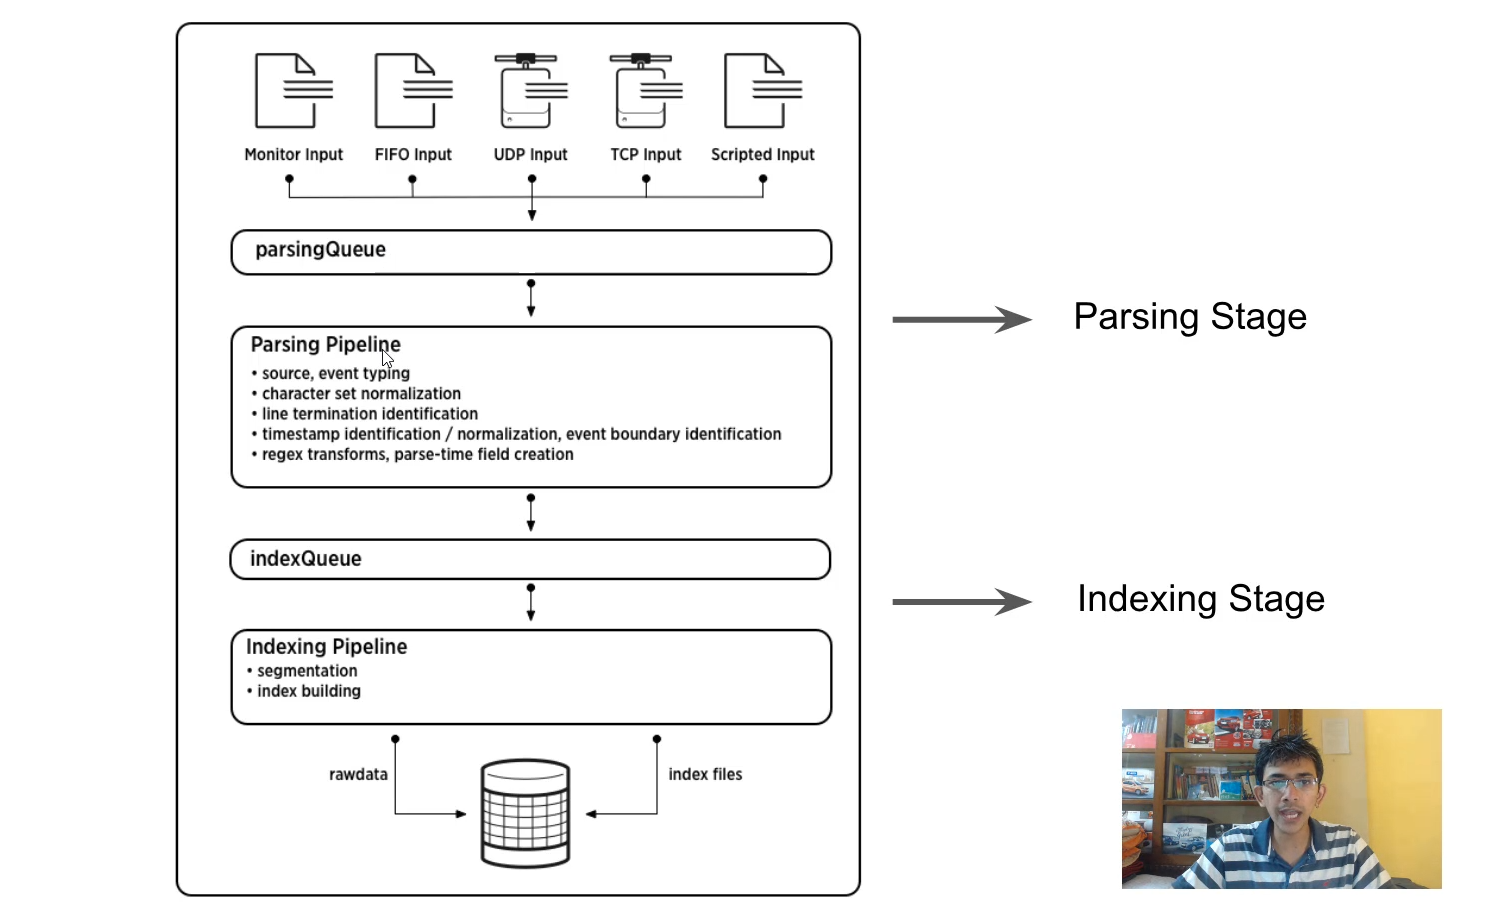 Monitor Input FIFO Input UDP Input TCP Input Scripted Input
parsingQueue
Parsing Pipeline
• source, event typing
• character set normalization
• line termination identification
• timestamp identification / normalization, event boundary identification
• regex transforms, parse-time field creation
Parsing Stage
indexQueue
Indexing Stage
Indexing Pipeline
• segmentation
• index building
rawdata index files